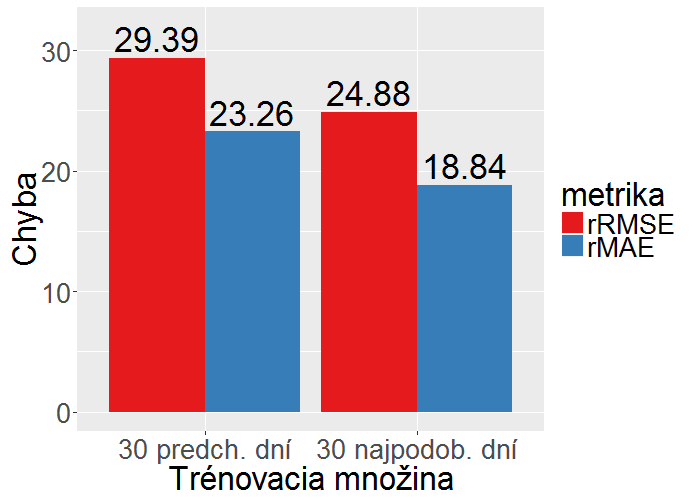 29.39
23.26
24.88
18.84
30
20
10
0
Chyba
30 predch. dní
30 najpodob. dní
Trénovacia množina
metrika
rRMSE
rMAE